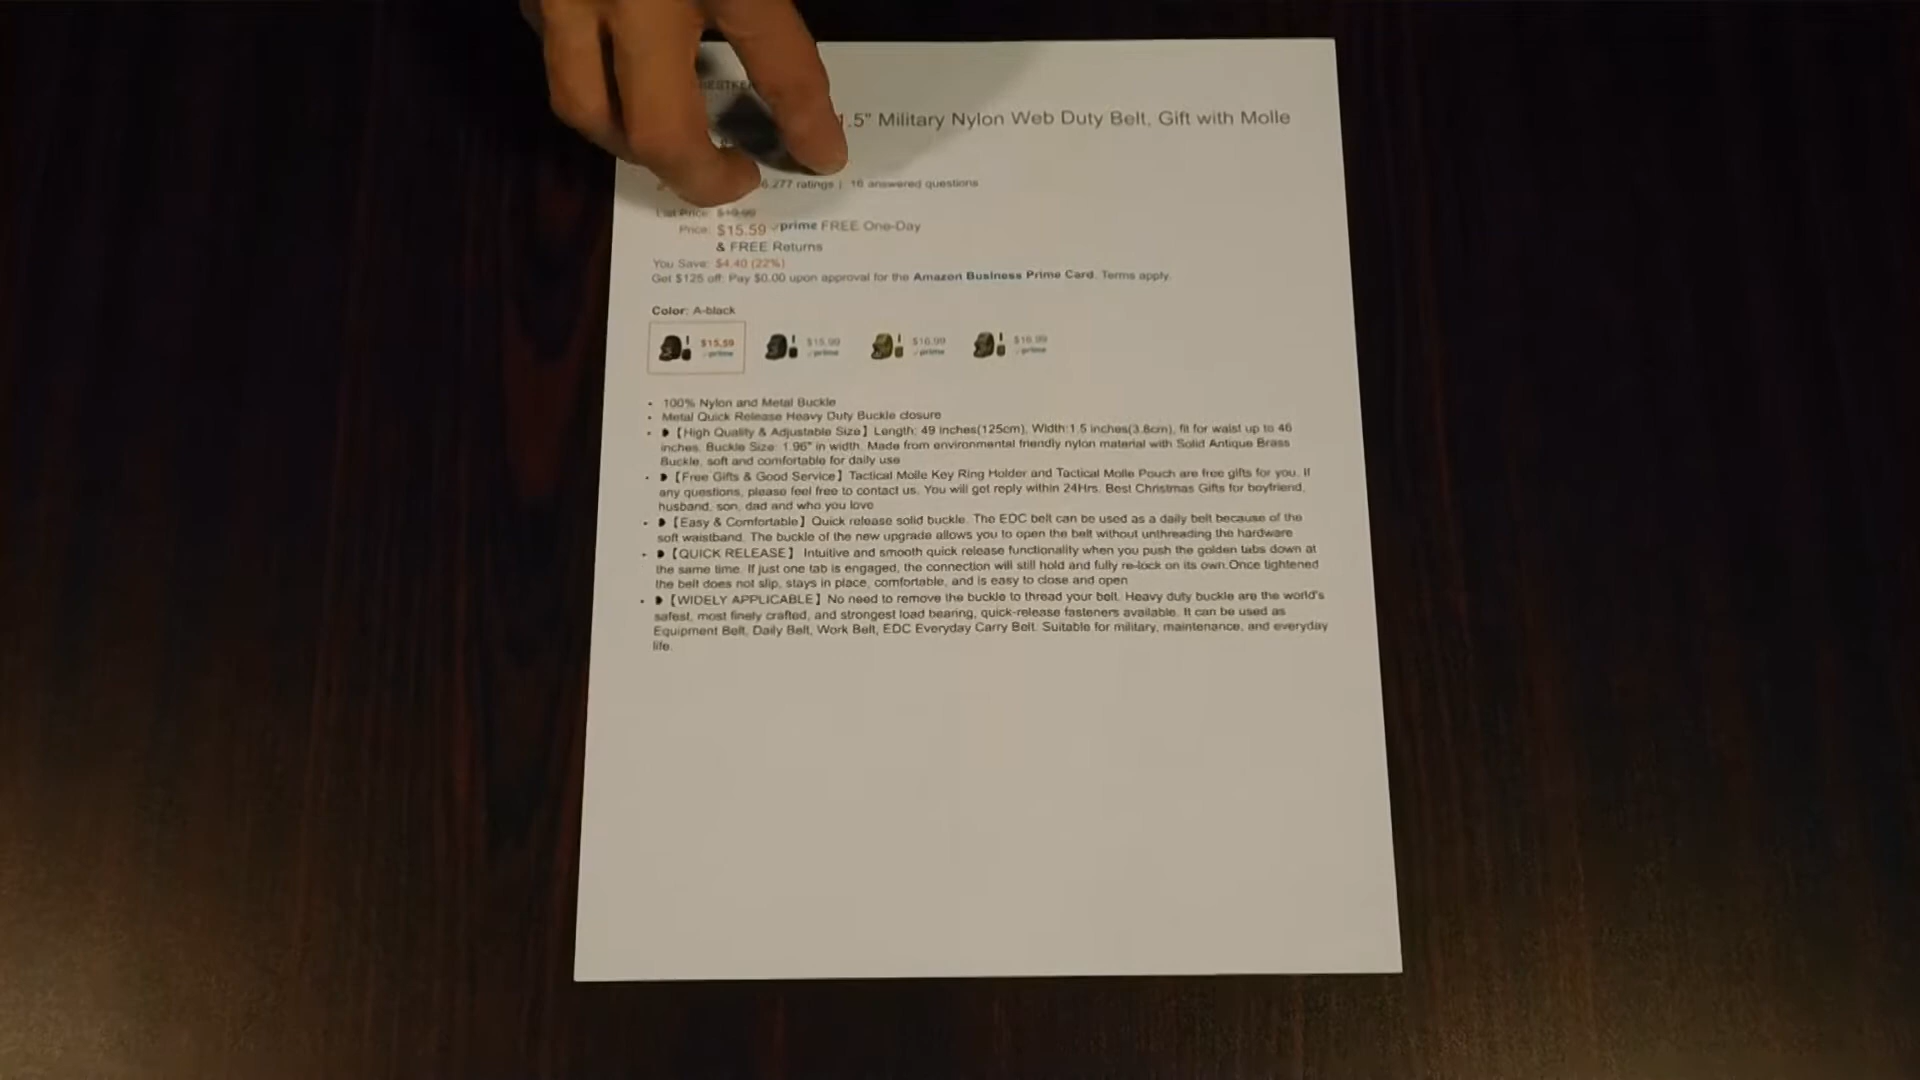 1.5" Military Nylon Web Duty Belt, Gift with Molle
6,277 ratings | 16 answered questions
List Price: $19.99
Price: $15.59 prime FREE One-Day
& FREE Returns
You Save: $4.40 (22%)
Get $125 off: Pay $0.00 upon approval for the Amazon Business Prime Card. Terms apply.
Color: A-black
$15.59 $15.99 $16.99 $16.99
prime prime prime prime
• 100% Nylon and Metal Buckle
• Metal Quick Release Heavy Duty Buckle closure
• ❥【High Quality & Adjustable Size】Length: 49 inches(125cm), Width:1.5 inches(3.8cm), fit for waist up to 46
inches. Buckle Size: 1.96" in width. Made from environmental friendly nylon material with Solid Antique Brass
Buckle, soft and comfortable for daily use
• ❥【Free Gifts & Good Service】Tactical Molle Key Ring Holder and Tactical Molle Pouch are free gifts for you. If
any questions, please feel free to contact us. You will got reply within 24Hrs. Best Christmas Gifts for boyfriend,
husband, son, dad and who you love
• ❥【Easy & Comfortable】Quick release solid buckle. The EDC belt can be used as a daily belt because of the
soft waistband. The buckle of the new upgrade allows you to open the belt without unthreading the hardware
• ❥【QUICK RELEASE】 Intuitive and smooth quick release functionality when you push the golden tabs down at
the same time. If just one tab is engaged, the connection will still hold and fully re-lock on its own.Once tightened
the belt does not slip, stays in place, comfortable, and is easy to close and open
• ❥【WIDELY APPLICABLE】No need to remove the buckle to thread your belt. Heavy duty buckle are the world's
safest, most finely crafted, and strongest load bearing, quick-release fasteners available. It can be used as
Equipment Belt, Daily Belt, Work Belt, EDC Everyday Carry Belt. Suitable for military, maintenance, and everyday
life.